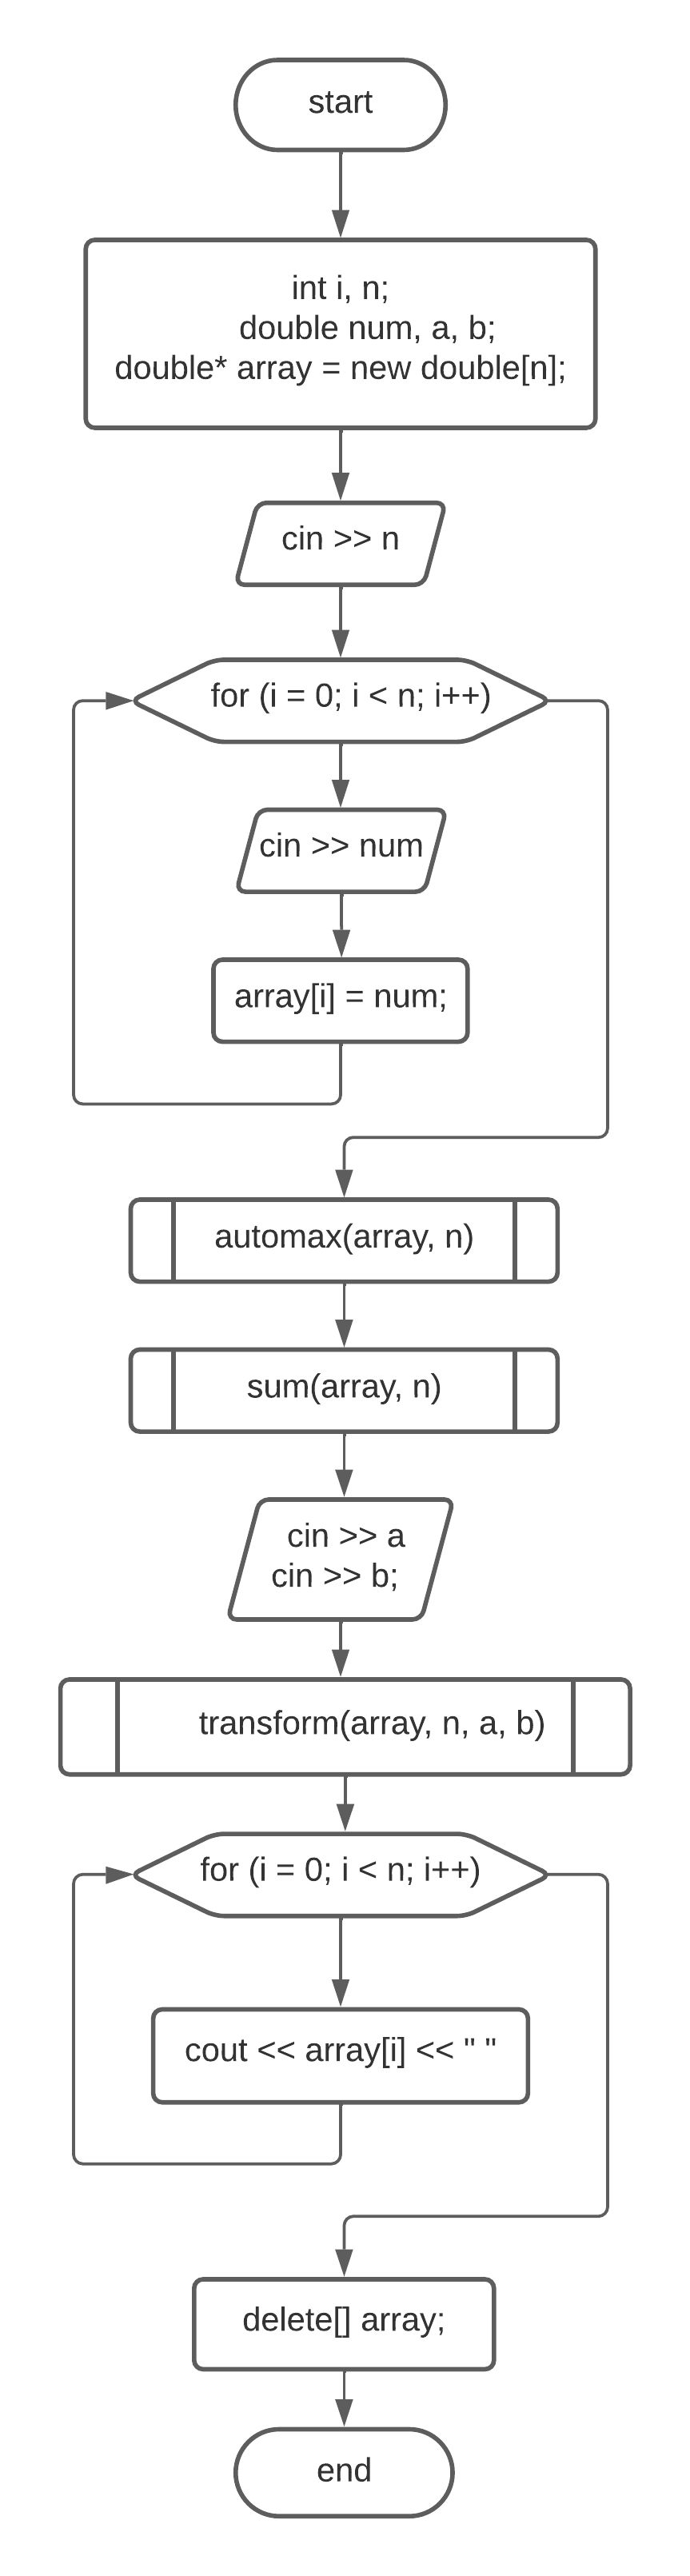 start
int i, n;
double num, a, b;
double* array = new double[n];
cin >> n
for (i = 0; i < n; i++)
cin >> num
array[i] = num;
automax(array, n)
sum(array, n)
cin >> a
cin >> b;
transform(array, n, a, b)
for (i = 0; i < n; i++)
cout << array[i] << " "
delete[] array;
end